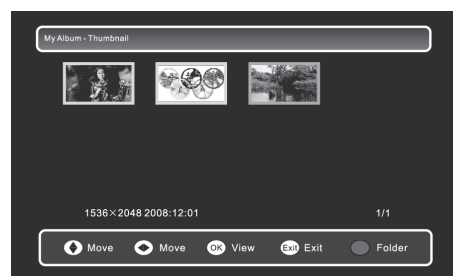 My Album - Thumbnail
1536×2048 2008:12:01 1/1
Move Move OK View Exit Exit Folder